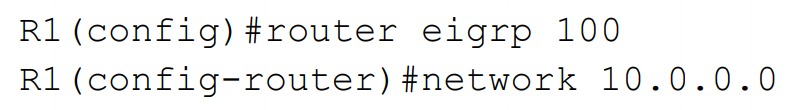 R1(config)#router eigrp 100
R1(config-router)#network 10.0.0.0